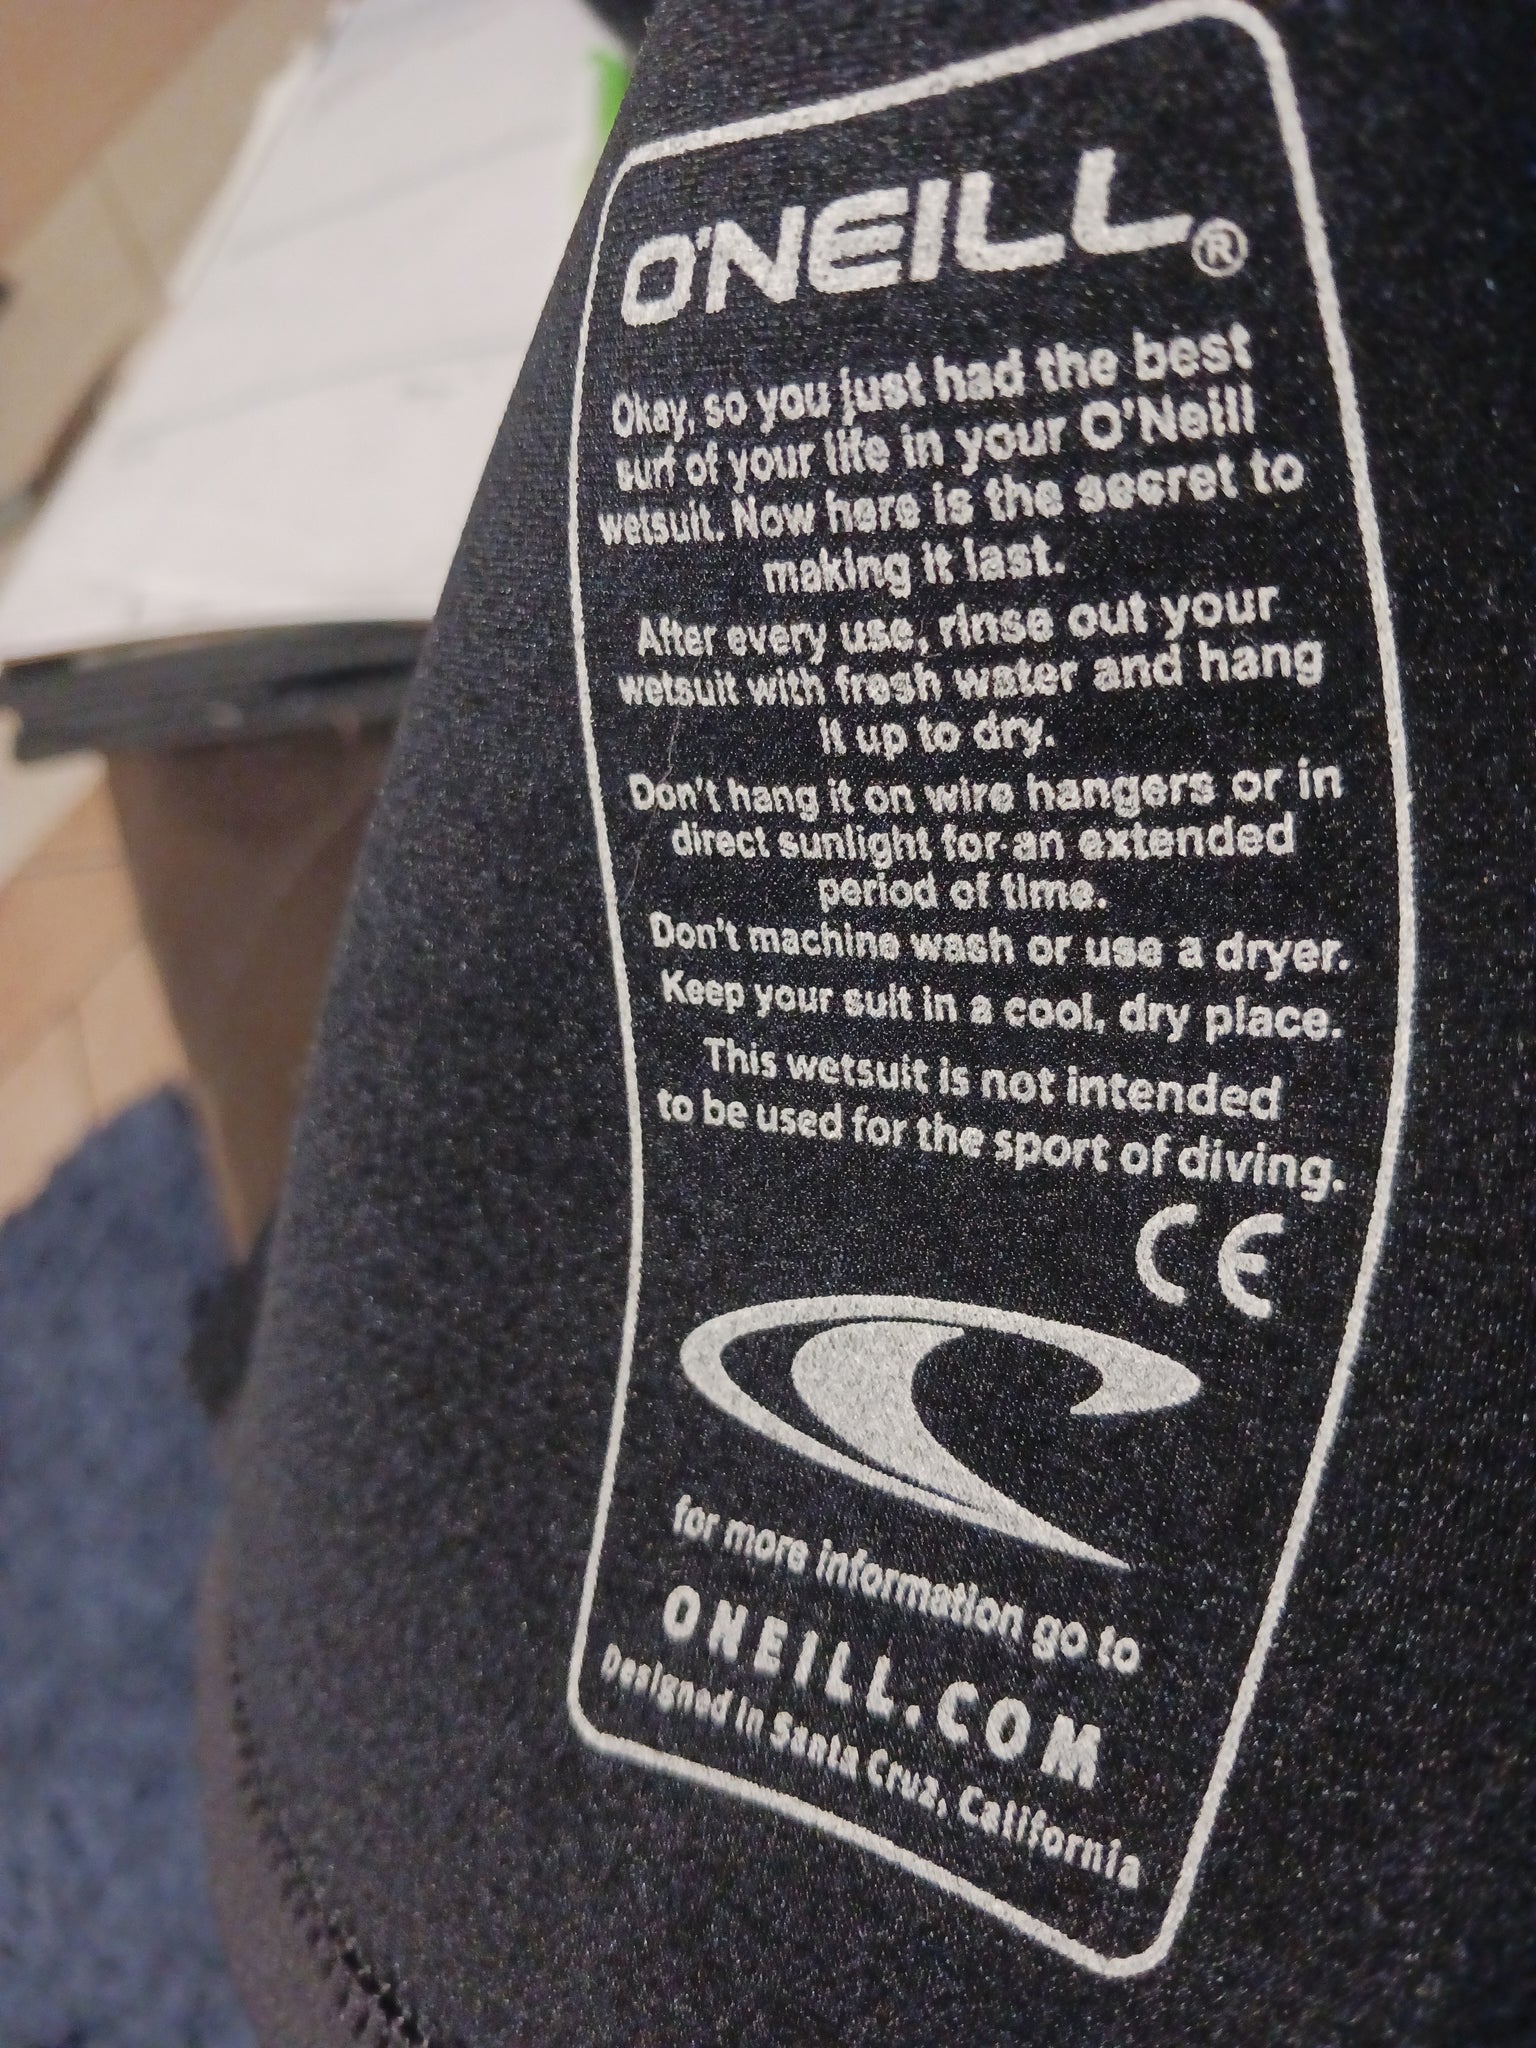 O'NEILL®
Okay, so you just had the best
surf of your life in your O'Neill
wetsuit. Now here is the secret to
making it last.
After every use, rinse out your
wetsuit with fresh water and hang
it up to dry.
Don't hang it on wire hangers or in
direct sunlight for an extended
period of time.
Don't machine wash or use a dryer.
Keep your suit in a cool, dry place.
This wetsuit is not intended
to be used for the sport of diving.
CE
for more information go to
ONEILL.COM
Designed in Santa Cruz, California